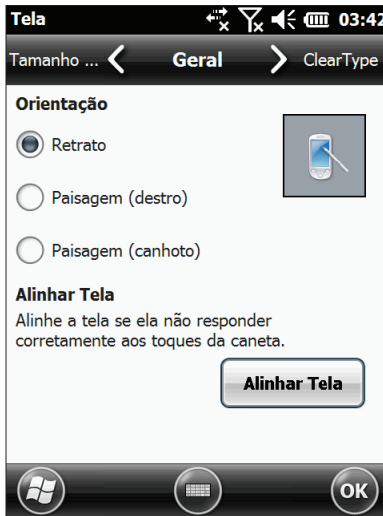 Tela 03:42
Tamanho ... Geral ClearType
Orientação
Retrato
Paisagem (destro)
Paisagem (canhoto)
Alinhar Tela
Alinhe a tela se ela não responder
corretamente aos toques da caneta.
Alinhar Tela
OK